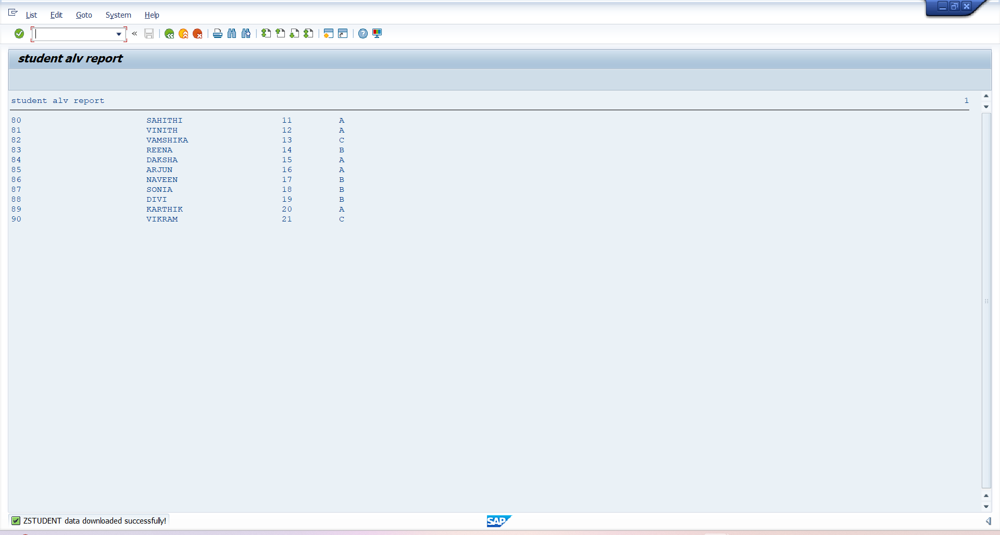 List Edit Goto System Help
student alv report
student alv report 1
80 SAHITHI 11 A
81 VINITH 12 A
82 VAMSHIKA 13 C
83 REENA 14 B
84 DAKSHA 15 A
85 ARJUN 16 A
86 NAVEEN 17 B
87 SONIA 18 B
88 DIVI 19 B
89 KARTHIK 20 A
90 VIKRAM 21 C
ZSTUDENT data downloaded successfully! SAP